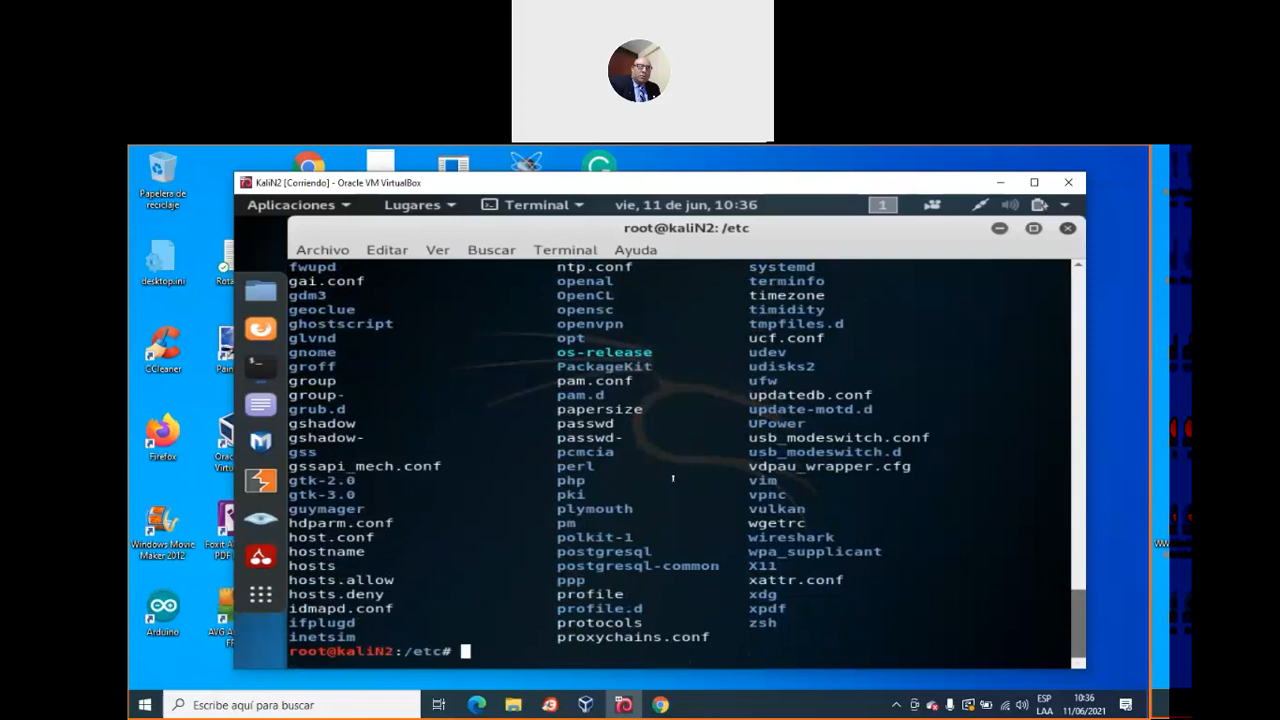 Papelera de
reciclaje
desktop.ini
CCleaner
Firefox
Windows Movie
Maker 2012
Arduino
KaliN2 [Corriendo] - Oracle VM VirtualBox
Aplicaciones Lugares Terminal vie, 11 de jun, 10:36 1
root@kaliN2: /etc
Archivo Editar Ver Buscar Terminal Ayuda
fwupd ntp.conf systemd
gai.conf openal terminfo
gdm3 OpenCL timezone
geoclue opensc timidity
ghostscript openvpn tmpfiles.d
glvnd opt ucf.conf
gnome os-release udev
groff PackageKit udisks2
group pam.conf ufw
group- pam.d updatedb.conf
grub.d papersize update-motd.d
gshadow passwd UPower
gshadow- passwd- usb_modeswitch.conf
gss pcmcia usb_modeswitch.d
gssapi_mech.conf perl vdpau_wrapper.cfg
gtk-2.0 php vim
gtk-3.0 pki vpnc
guymager plymouth vulkan
hdparm.conf pm wgetrc
host.conf polkit-1 wireshark
hostname postgresql wpa_supplicant
hosts postgresql-common X11
hosts.allow ppp xattr.conf
hosts.deny profile xdg
idmapd.conf profile.d xpdf
ifplugd protocols zsh
inetsim proxychains.conf
root@kaliN2:/etc#
Escribe aquí para buscar
ESP
LAA
10:36
11/06/2021